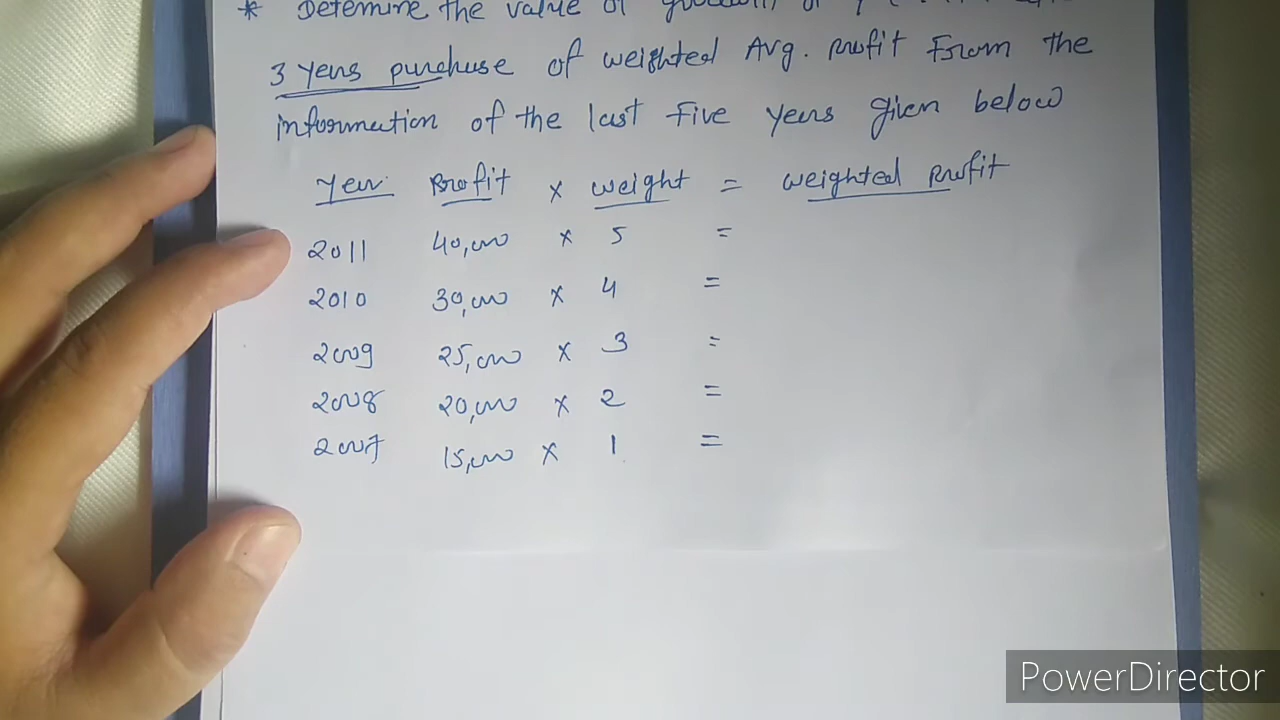 * Detemine the value of
3 Years purchase of weighted Avg. profit From the
information of the last Five years given below
Year Profit × weight = weighted profit
2011 40,000 × 5 =
2010 30,000 × 4 =
2009 25,000 × 3 =
2008 20,000 × 2 =
2007 15,000 × 1 =
PowerDirector